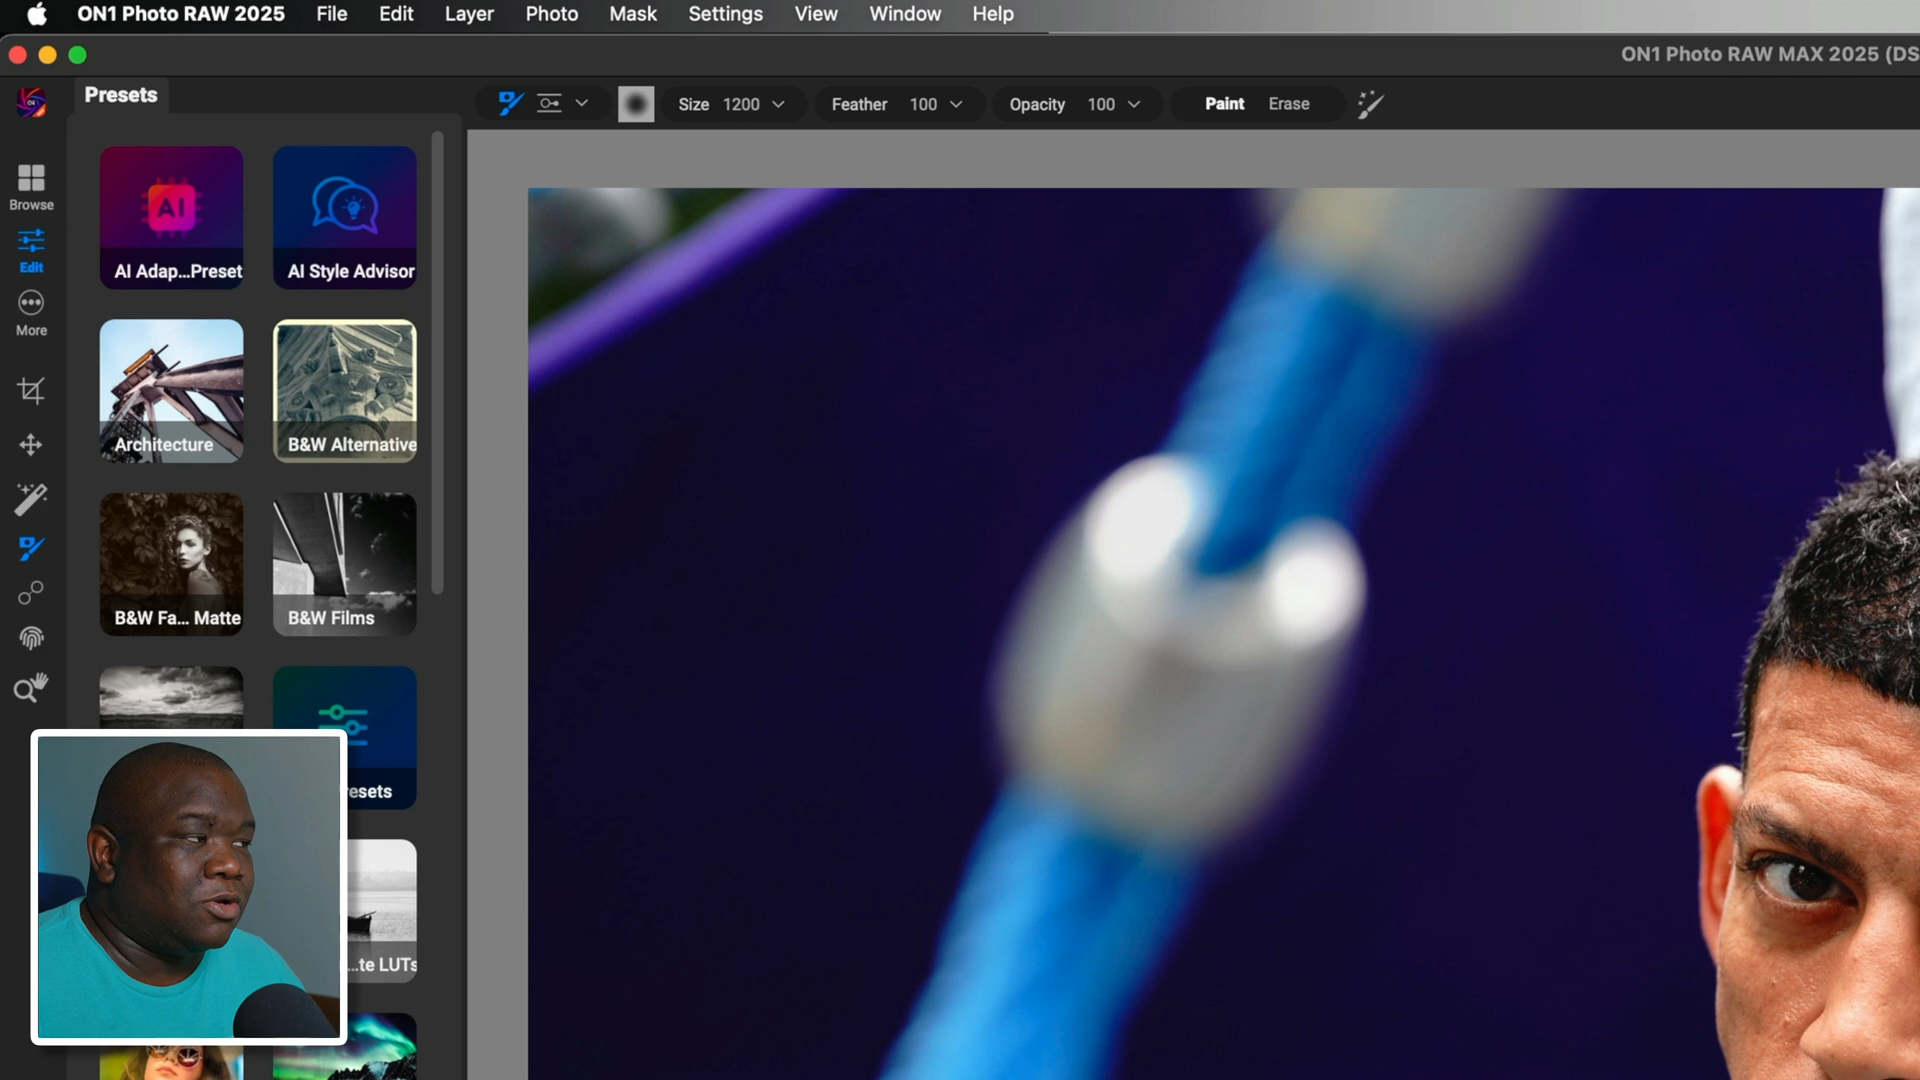 ON1 Photo RAW 2025 File Edit Layer Photo Mask Settings View Window Help
ON1 Photo RAW MAX 2025 (DS
Presets
Size 1200 Feather 100 Opacity 100 Paint Erase
Browse
Edit
More
AI
AI Adap...Preset
AI Style Advisor
Architecture
B&W Alternative
B&W Fa... Matte
B&W Films
esets
...te LUTs